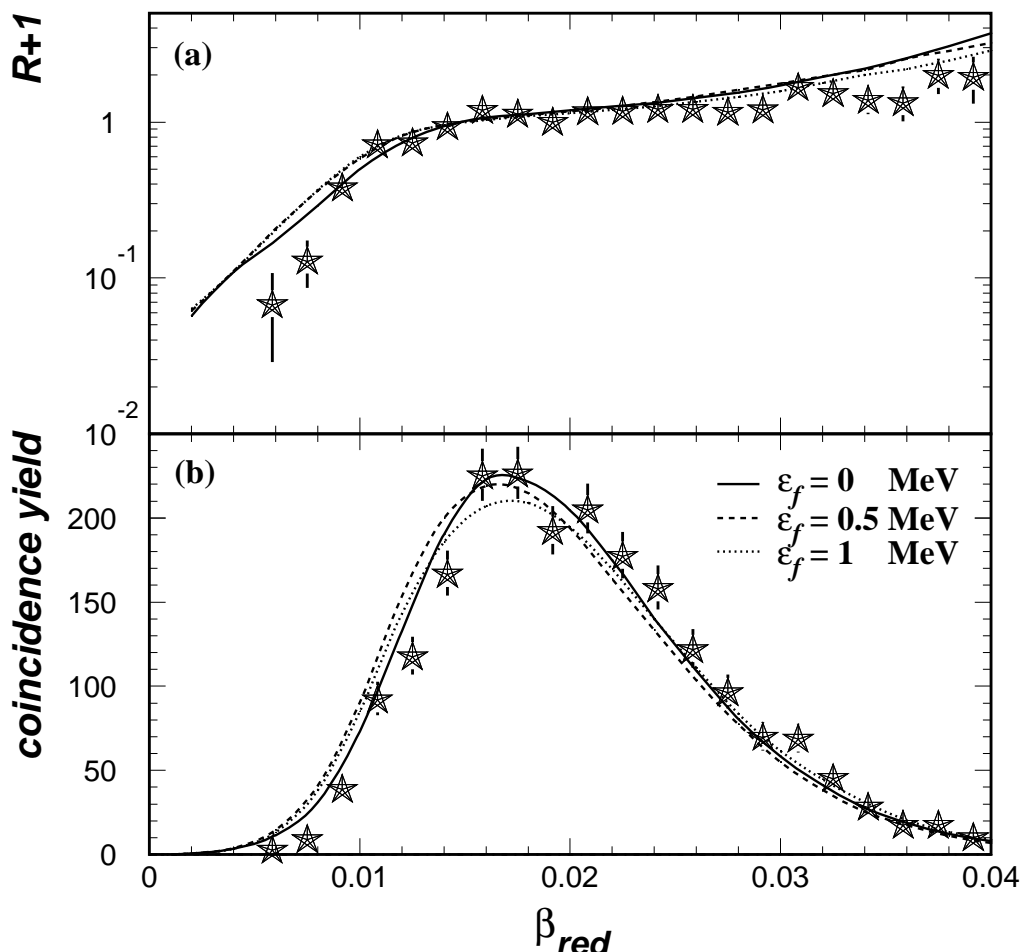 R+1
(a)
1
10⁻¹
10⁻²
coincidence yield
(b)
ε_f = 0 MeV
ε_f = 0.5 MeV
ε_f = 1 MeV
200
150
100
50
0
0 0.01 0.02 0.03 0.04
β_red